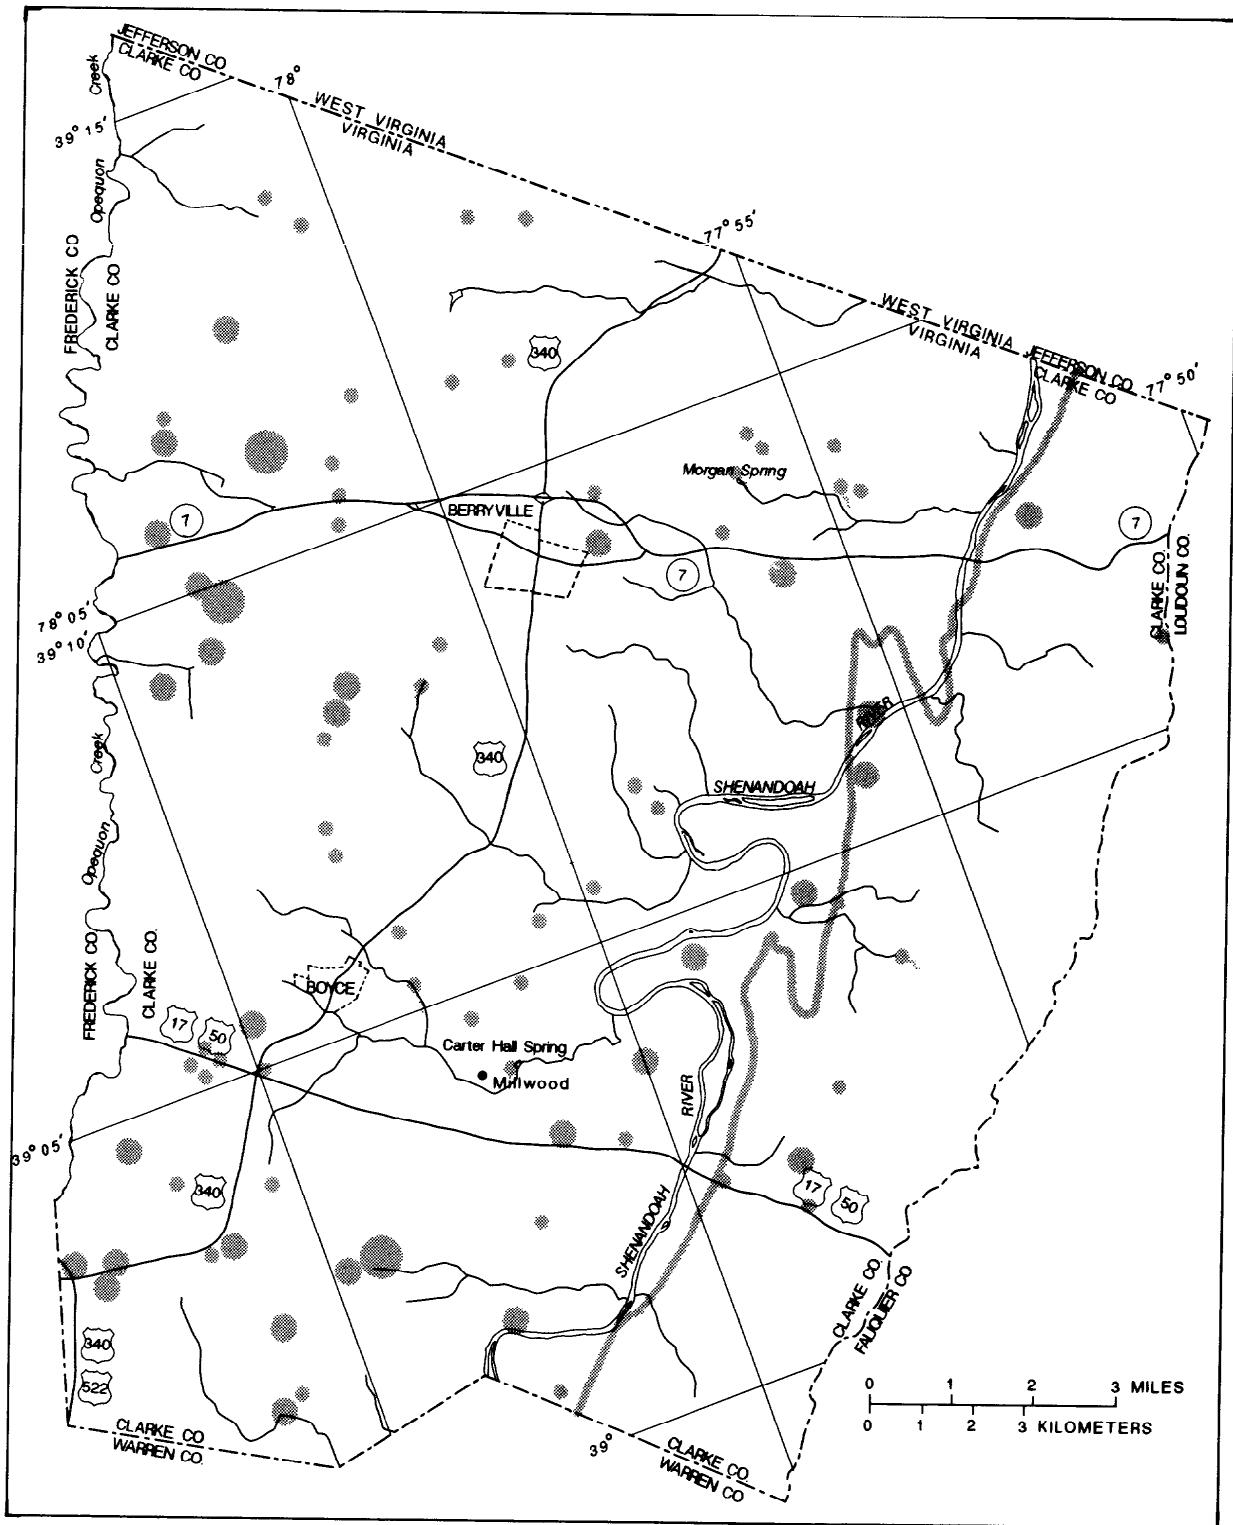 JEFFERSON CO
CLARKE CO
Creek
78°
WEST VIRGINIA
VIRGINIA
39° 15'
Opequon
FREDERICK CO
CLARKE CO
77° 55'
WEST VIRGINIA
VIRGINIA
JEFFERSON CO
CLARKE CO
77° 50'
340
Morgan Spring
7
BERRYVILLE
7
7
CLARKE CO.
LOUDOUN CO.
78° 05'
39° 10'
RIVER
Creek
340
SHENANDOAH
Opequon
FREDERICK CO.
CLARKE CO.
BOYCE
17
50
Carter Hall Spring
Millwood
RIVER
39° 05'
340
17
50
SHENANDOAH
CLARKE CO.
FAUQUIER CO
340
522
0 1 2 3 MILES
0 1 2 3 KILOMETERS
CLARKE CO
WARREN CO.
39°
CLARKE CO.
WARREN CO